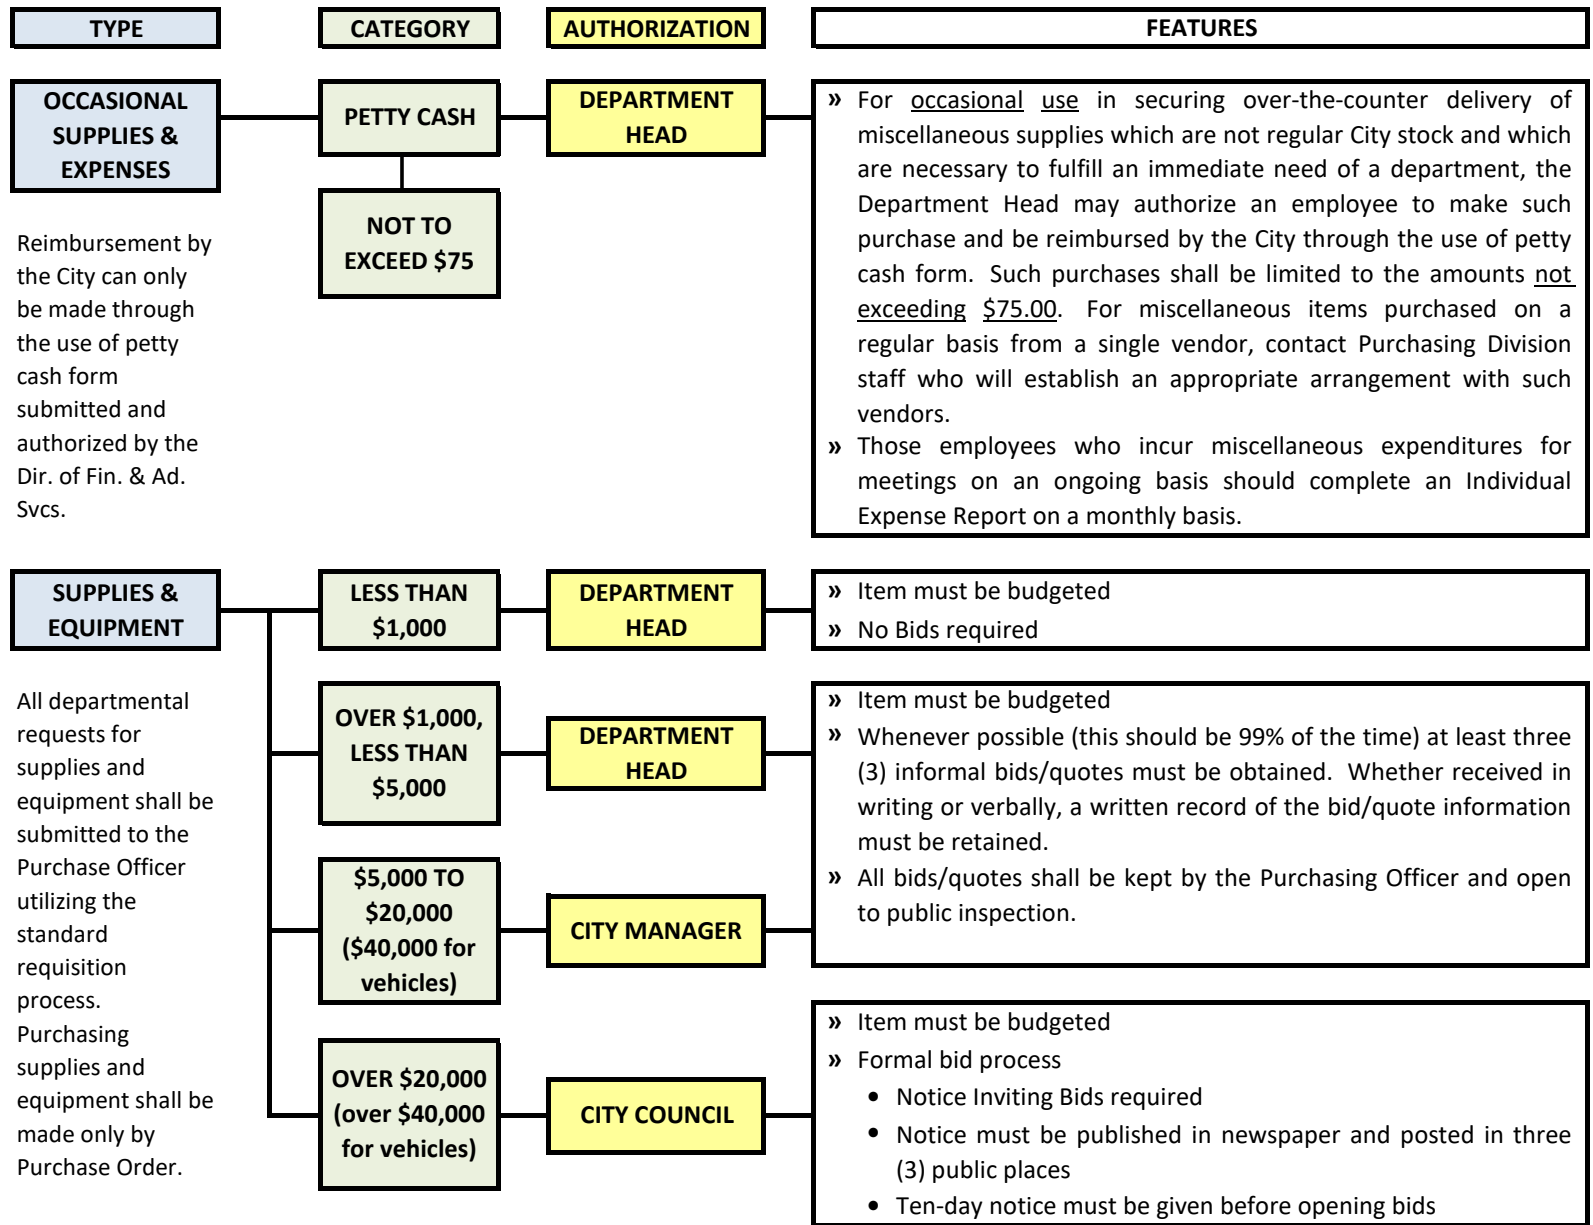 TYPE
CATEGORY
AUTHORIZATION
FEATURES
OCCASIONAL
SUPPLIES &
EXPENSES
Reimbursement by
the City can only
be made through
the use of petty
cash form
submitted and
authorized by the
Dir. of Fin. & Ad.
Svcs.
PETTY CASH
NOT TO
EXCEED $75
DEPARTMENT
HEAD
» For occasional use in securing over-the-counter delivery of
miscellaneous supplies which are not regular City stock and which
are necessary to fulfill an immediate need of a department, the
Department Head may authorize an employee to make such
purchase and be reimbursed by the City through the use of petty
cash form. Such purchases shall be limited to the amounts not
exceeding $75.00. For miscellaneous items purchased on a
regular basis from a single vendor, contact Purchasing Division
staff who will establish an appropriate arrangement with such
vendors.
» Those employees who incur miscellaneous expenditures for
meetings on an ongoing basis should complete an Individual
Expense Report on a monthly basis.
SUPPLIES &
EQUIPMENT
All departmental
requests for
supplies and
equipment shall be
submitted to the
Purchase Officer
utilizing the
standard
requisition
process.
Purchasing
supplies and
equipment shall be
made only by
Purchase Order.
LESS THAN
$1,000
DEPARTMENT
HEAD
» Item must be budgeted
» No Bids required
OVER $1,000,
LESS THAN
$5,000
DEPARTMENT
HEAD
$5,000 TO
$20,000
($40,000 for
vehicles)
CITY MANAGER
» Item must be budgeted
» Whenever possible (this should be 99% of the time) at least three
(3) informal bids/quotes must be obtained. Whether received in
writing or verbally, a written record of the bid/quote information
must be retained.
» All bids/quotes shall be kept by the Purchasing Officer and open
to public inspection.
OVER $20,000
(over $40,000
for vehicles)
CITY COUNCIL
» Item must be budgeted
» Formal bid process
• Notice Inviting Bids required
• Notice must be published in newspaper and posted in three
(3) public places
• Ten-day notice must be given before opening bids